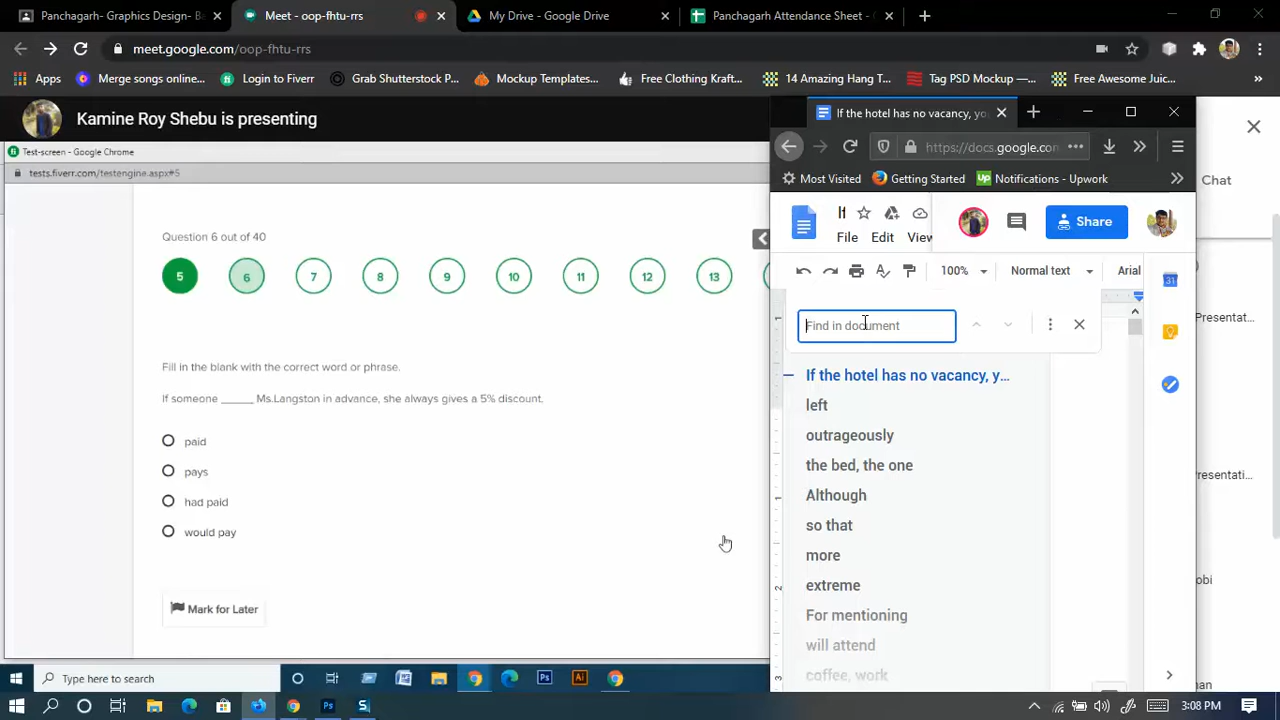 Panchagarh- Graphics Design- Ba
Meet - oop-fhtu-rrs
My Drive - Google Drive
Panchagarh Attendance Sheet - G
meet.google.com/oop-fhtu-rrs
Apps
Merge songs online...
Login to Fiverr
Grab Shutterstock P...
Mockup Templates...
Free Clothing Kraft...
14 Amazing Hang T...
Tag PSD Mockup —...
Free Awesome Juic...
»
is presenting
Test-screen - Google Chrome
tests.fiverr.com/testengine.aspx#5
Question 6 out of 40
5
6
7
8
9
10
11
12
13
Fill in the blank with the correct word or phrase.
If someone ______ Ms.Langston in advance, she always gives a 5% discount.
paid
pays
had paid
would pay
Mark for Later
Type here to search
If the hotel has no vacancy, yo
https://docs.google.com
Most Visited
Getting Started
Notifications - Upwork
File
Edit
View
Share
100%
Normal text
Arial
Find in document
If the hotel has no vacancy, y...
left
outrageously
the bed, the one
Although
so that
more
extreme
For mentioning
will attend
coffee, work
Chat
Presentat...
resentati...
obi
nan
3:08 PM